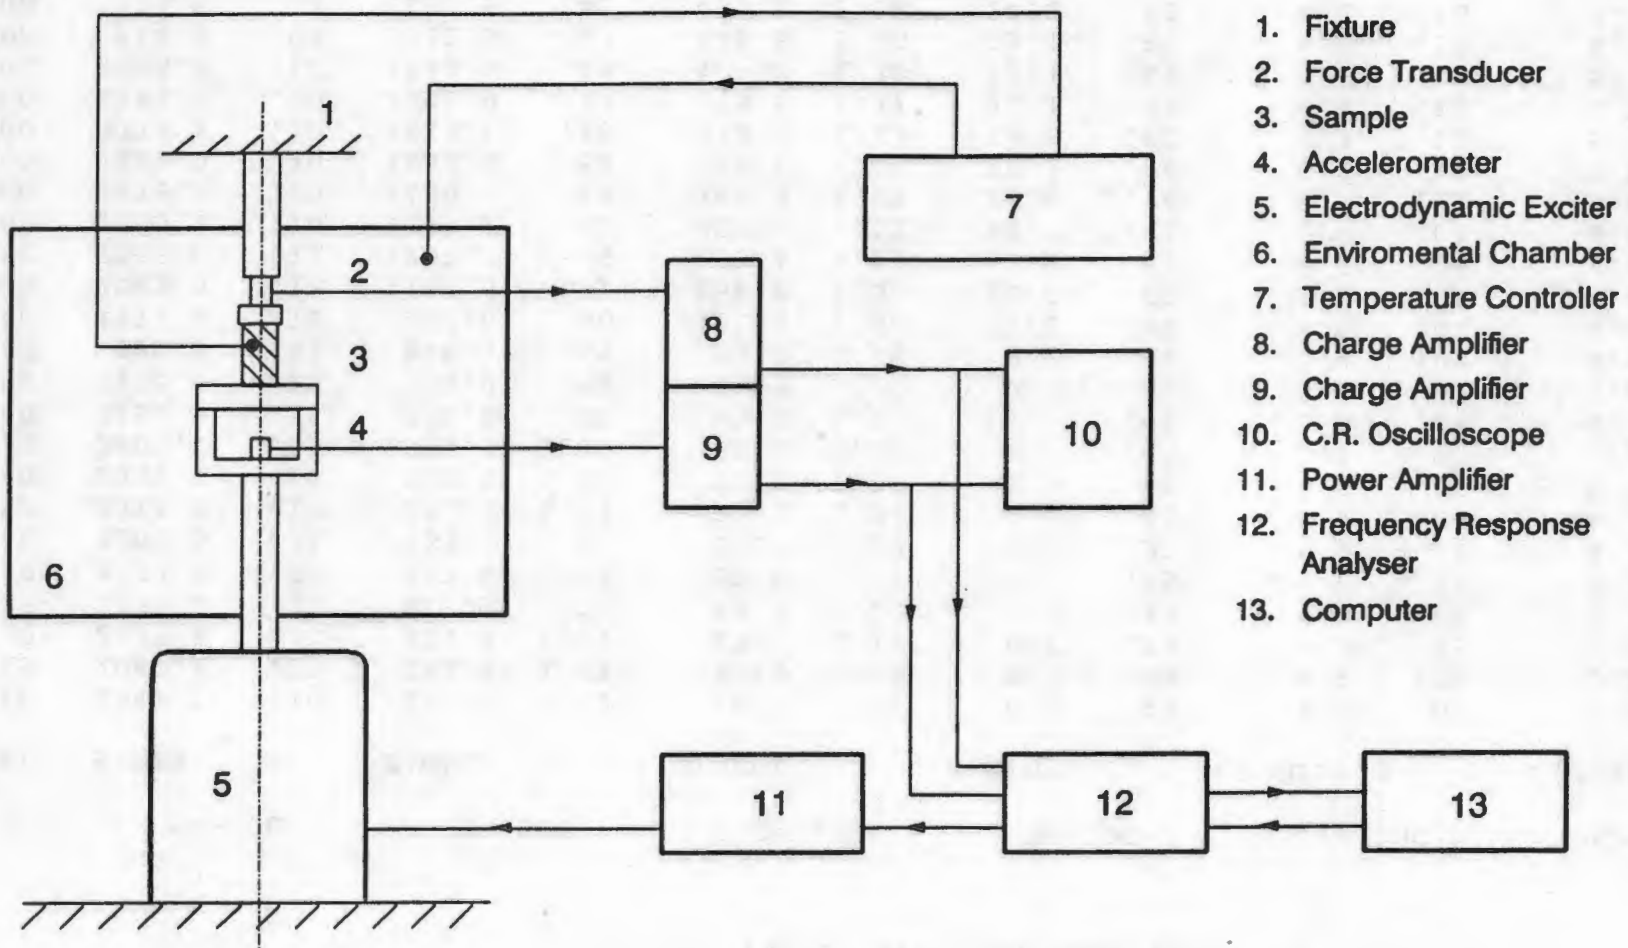 1
2
3
4
5
6
7
8
9
10
11
12
13
1. Fixture
2. Force Transducer
3. Sample
4. Accelerometer
5. Electrodynamic Exciter
6. Enviromental Chamber
7. Temperature Controller
8. Charge Amplifier
9. Charge Amplifier
10. C.R. Oscilloscope
11. Power Amplifier
12. Frequency Response
Analyser
13. Computer